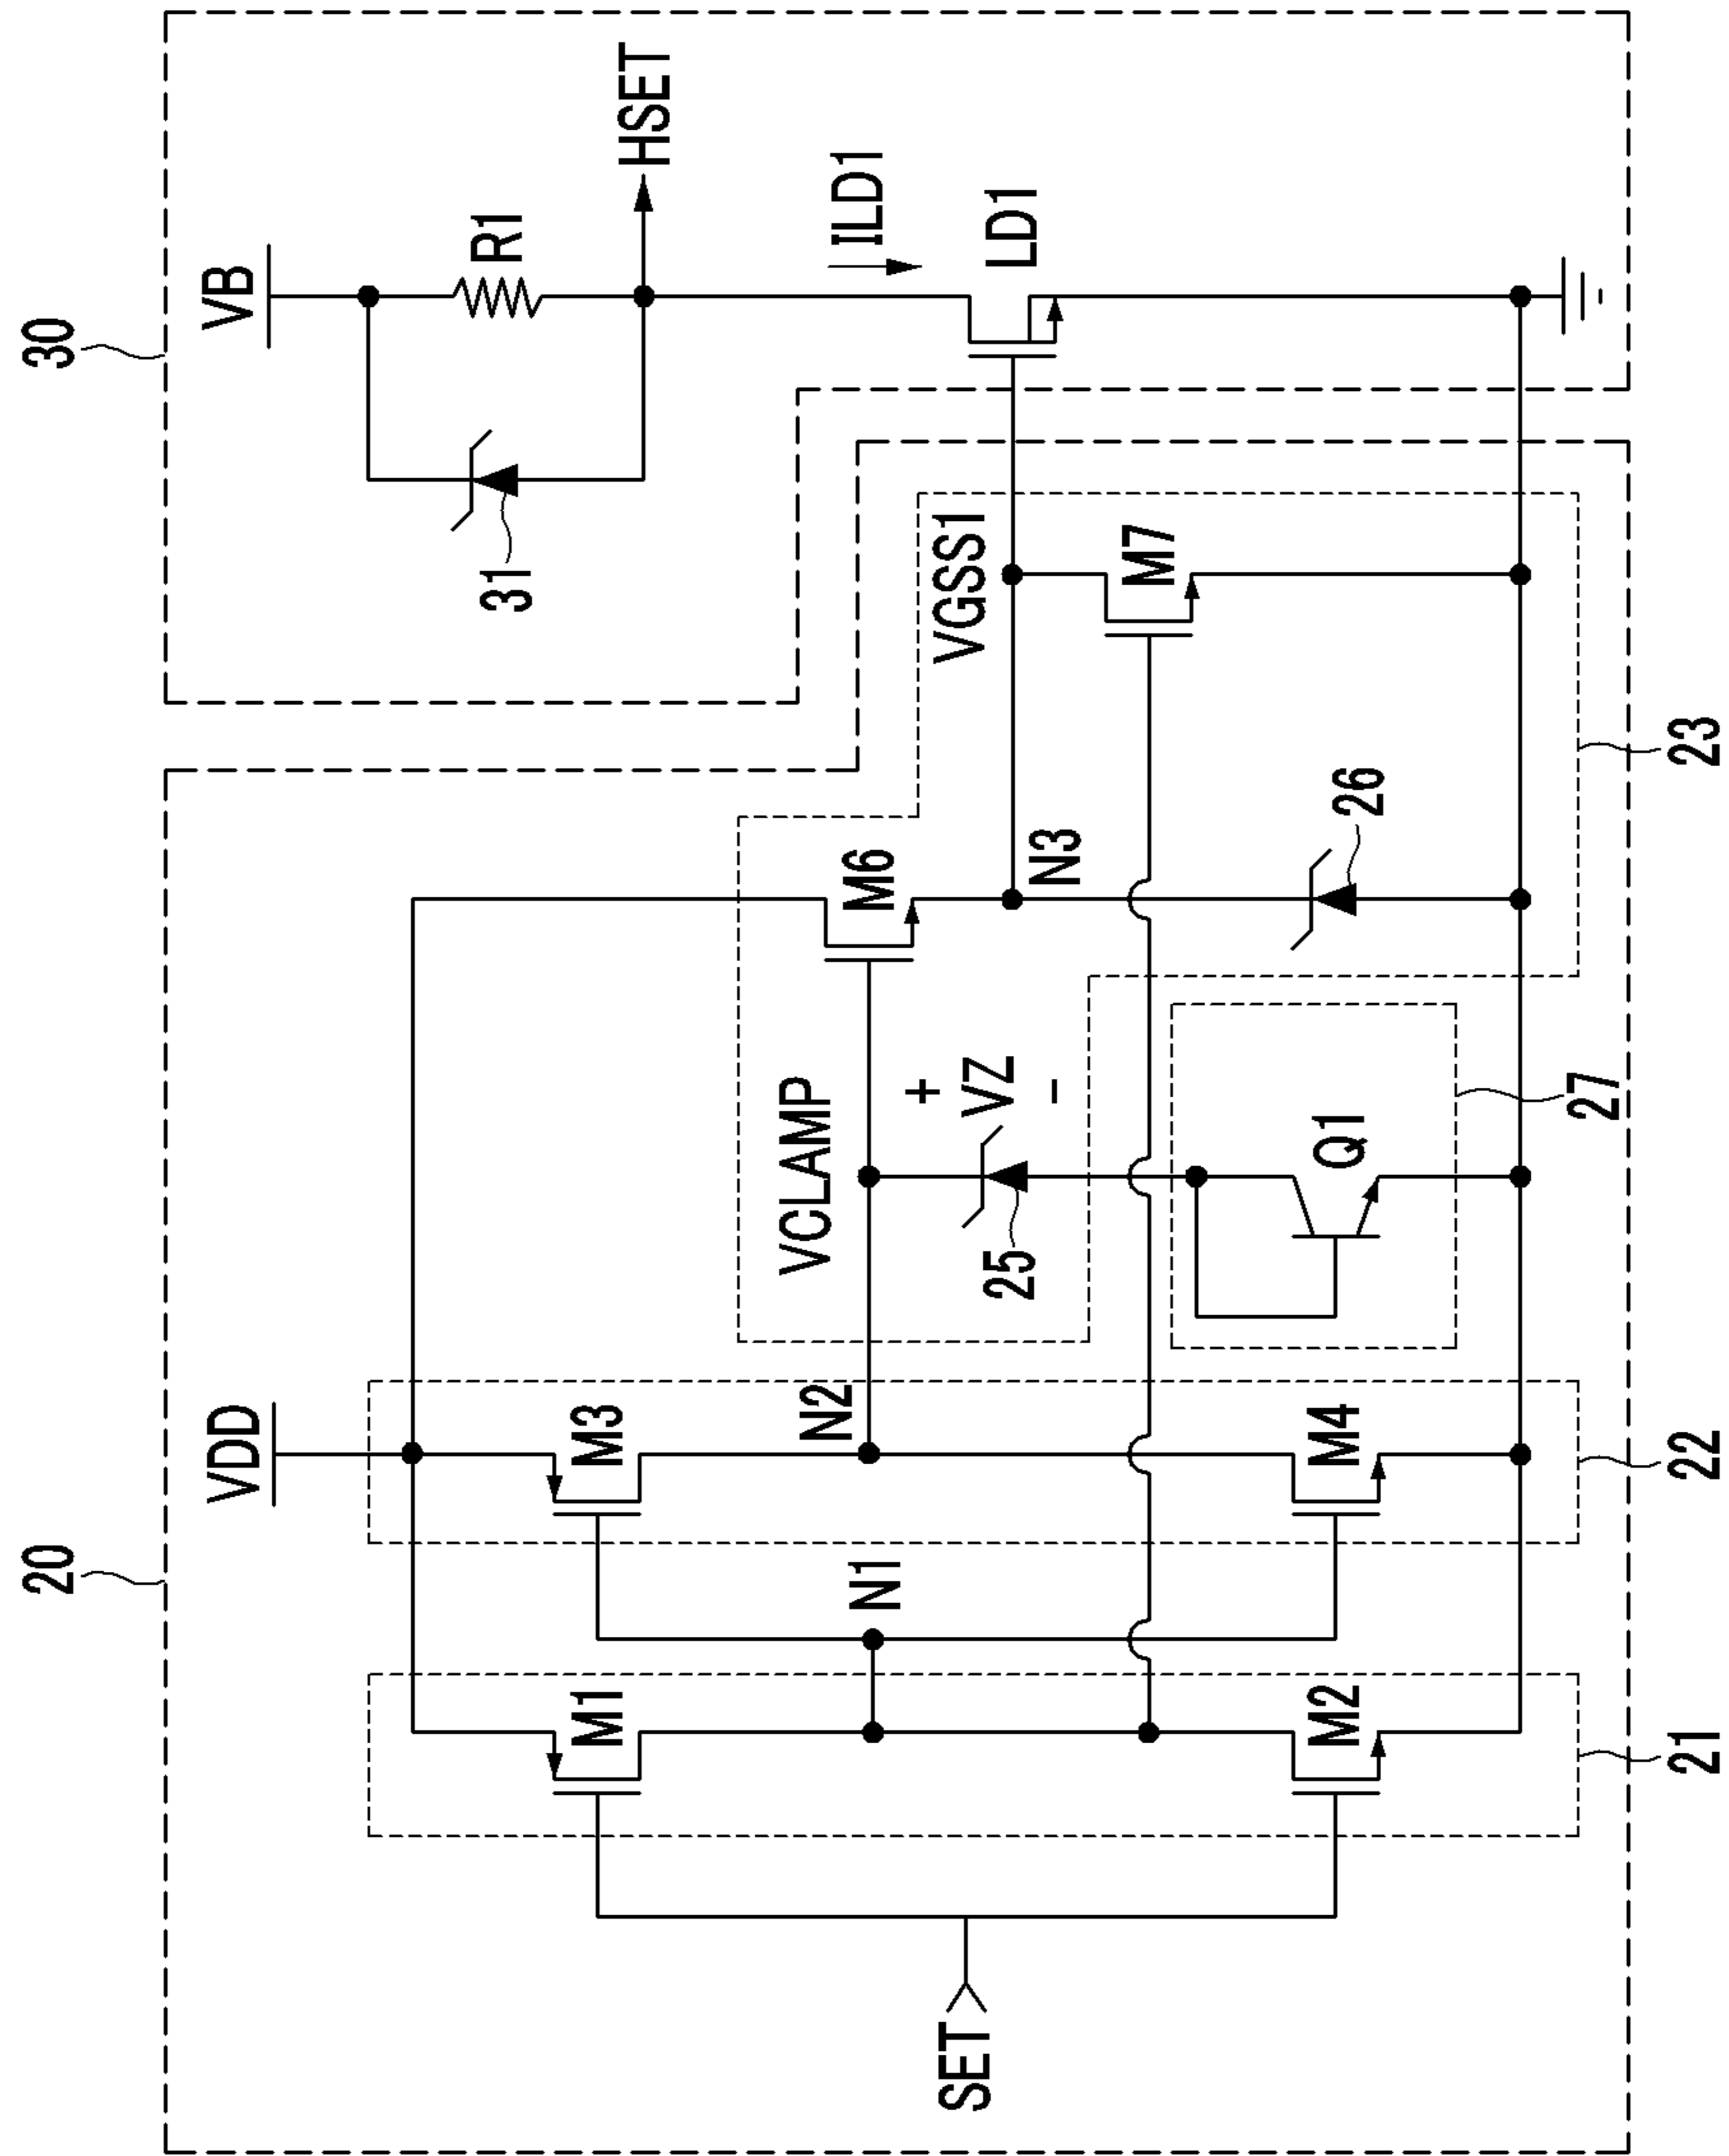 30
VB
R1
HSET
31
ILD1
LD1
20
VDD
M3
N2
M4
22
N1
M1
M2
21
SET
VCLAMP
+
VZ
-
25
Q1
27
M6
N3
26
VGSS1
M7
23